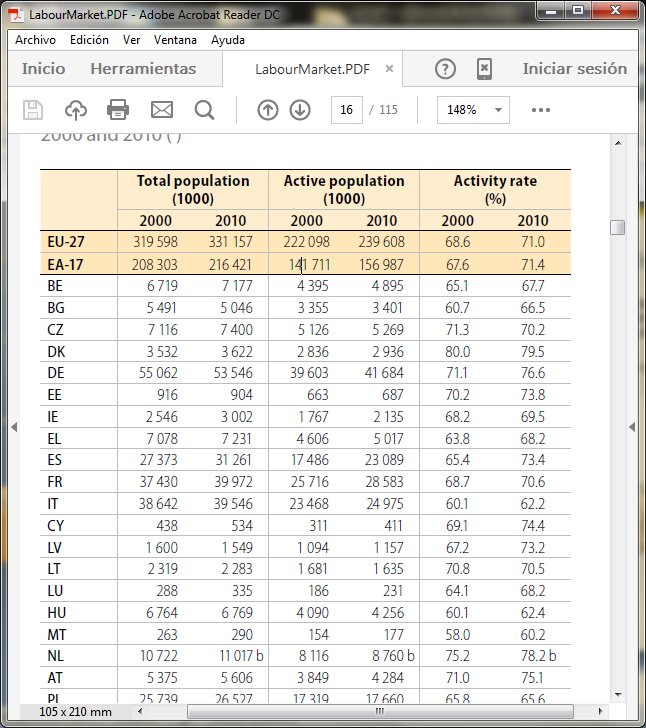 LabourMarket.PDF - Adobe Acrobat Reader DC
Archivo Edición Ver Ventana Ayuda
Inicio Herramientas LabourMarket.PDF × ? Iniciar sesión
16 / 115 148%
2000 and 2010 (¹)
Total population Active population Activity rate
(1000) (1000) (%)
2000 2010 2000 2010 2000 2010
EU-27 319 598 331 157 222 098 239 608 68.6 71.0
EA-17 208 303 216 421 141 711 156 987 67.6 71.4
BE 6 719 7 177 4 395 4 895 65.1 67.7
BG 5 491 5 046 3 355 3 401 60.7 66.5
CZ 7 116 7 400 5 126 5 269 71.3 70.2
DK 3 532 3 622 2 836 2 936 80.0 79.5
DE 55 062 53 546 39 603 41 684 71.1 76.6
EE 916 904 663 687 70.2 73.8
IE 2 546 3 002 1 767 2 135 68.2 69.5
EL 7 078 7 231 4 606 5 017 63.8 68.2
ES 27 373 31 261 17 486 23 089 65.4 73.4
FR 37 430 39 972 25 716 28 583 68.7 70.6
IT 38 642 39 546 23 468 24 975 60.1 62.2
CY 438 534 311 411 69.1 74.4
LV 1 600 1 549 1 094 1 157 67.2 73.2
LT 2 319 2 283 1 681 1 635 70.8 70.5
LU 288 335 186 231 64.1 68.2
HU 6 764 6 769 4 090 4 256 60.1 62.4
MT 263 290 154 177 58.0 60.2
NL 10 722 11 017 b 8 116 8 760 b 75.2 78.2 b
AT 5 375 5 606 3 849 4 284 71.0 75.1
PL 25 739 26 527 17 319 17 660 65.8 65.6
105 x 210 mm